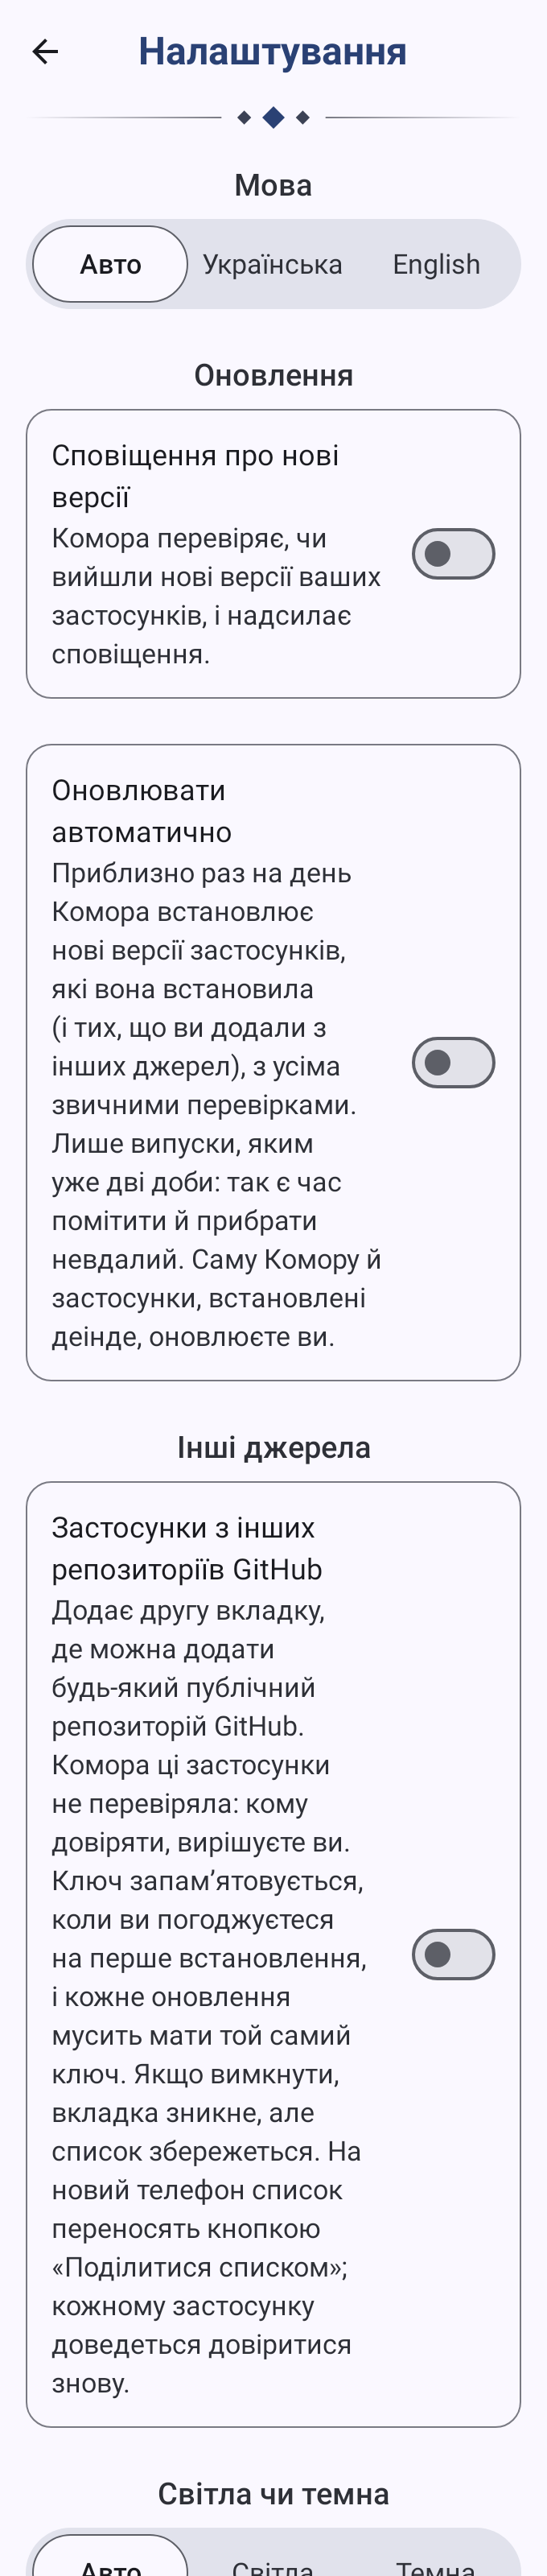 Налаштування
Мова
Авто Українська English
Оновлення
Сповіщення про нові
версії
Комора перевіряє, чи
вийшли нові версії ваших
застосунків, і надсилає
сповіщення.
Оновлювати
автоматично
Приблизно раз на день
Комора встановлює
нові версії застосунків,
які вона встановила
(і тих, що ви додали з
інших джерел), з усіма
звичними перевірками.
Лише випуски, яким
уже дві доби: так є час
помітити й прибрати
невдалий. Саму Комору й
застосунки, встановлені
деінде, оновлюєте ви.
Інші джерела
Застосунки з інших
репозиторіїв GitHub
Додає другу вкладку,
де можна додати
будь-який публічний
репозиторій GitHub.
Комора ці застосунки
не перевіряла: кому
довіряти, вирішуєте ви.
Ключ запам’ятовується,
коли ви погоджуєтеся
на перше встановлення,
і кожне оновлення
мусить мати той самий
ключ. Якщо вимкнути,
вкладка зникне, але
список збережеться. На
новий телефон список
переносять кнопкою
«Поділитися списком»;
кожному застосунку
доведеться довіритися
знову.
Світла чи темна
Авто Світла Темна